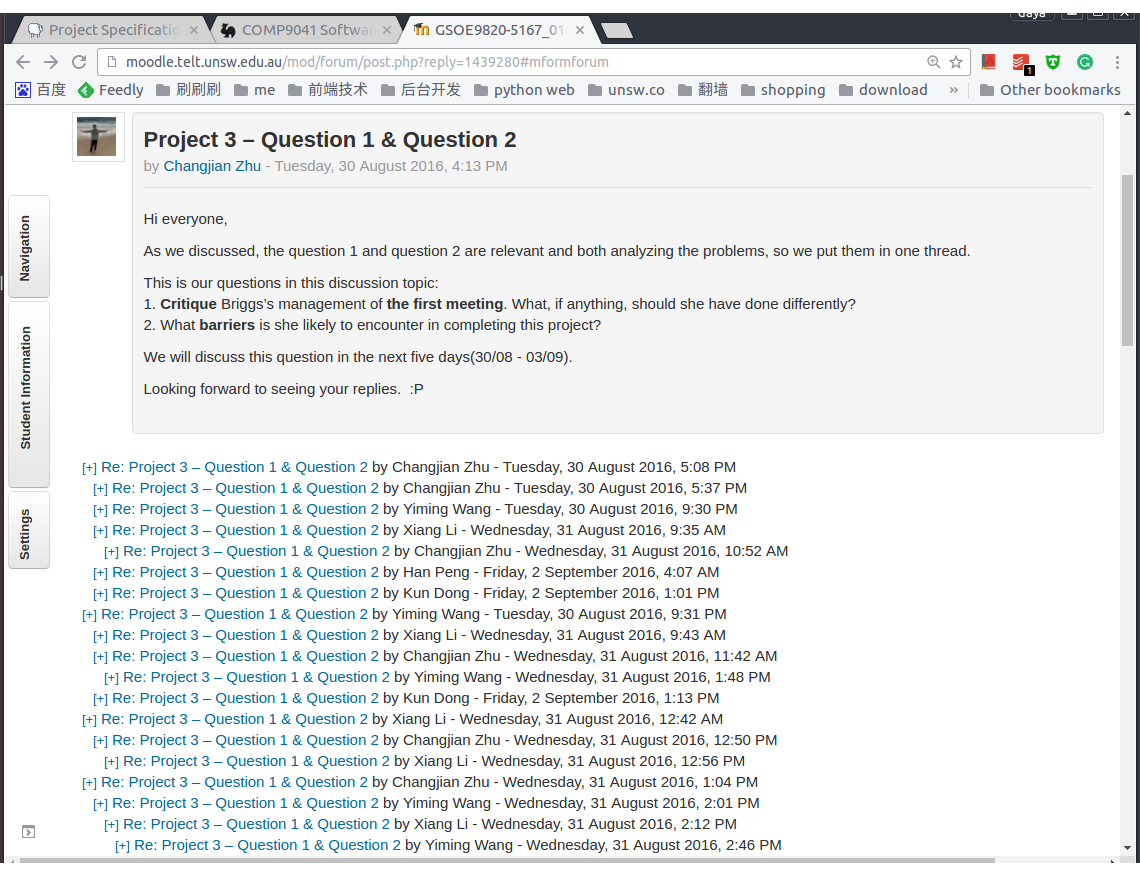 daya
Project Specificatio
COMP9041 Softwar
GSOE9820-5167_01
moodle.telt.unsw.edu.au/mod/forum/post.php?reply=1439280#mformforum
1
百度 Feedly 刷刷刷 me 前端技术 后台开发 python web unsw.co 翻墙 shopping download » Other bookmarks
Project 3 – Question 1 & Question 2
by Changjian Zhu - Tuesday, 30 August 2016, 4:13 PM
Navigation
Student Information
Settings
Hi everyone,
As we discussed, the question 1 and question 2 are relevant and both analyzing the problems, so we put them in one thread.
This is our questions in this discussion topic:
1. Critique Briggs's management of the first meeting. What, if anything, should she have done differently?
2. What barriers is she likely to encounter in completing this project?
We will discuss this question in the next five days(30/08 - 03/09).
Looking forward to seeing your replies.  :P
[+] Re: Project 3 – Question 1 & Question 2 by Changjian Zhu - Tuesday, 30 August 2016, 5:08 PM
[+] Re: Project 3 – Question 1 & Question 2 by Changjian Zhu - Tuesday, 30 August 2016, 5:37 PM
[+] Re: Project 3 – Question 1 & Question 2 by Yiming Wang - Tuesday, 30 August 2016, 9:30 PM
[+] Re: Project 3 – Question 1 & Question 2 by Xiang Li - Wednesday, 31 August 2016, 9:35 AM
[+] Re: Project 3 – Question 1 & Question 2 by Changjian Zhu - Wednesday, 31 August 2016, 10:52 AM
[+] Re: Project 3 – Question 1 & Question 2 by Han Peng - Friday, 2 September 2016, 4:07 AM
[+] Re: Project 3 – Question 1 & Question 2 by Kun Dong - Friday, 2 September 2016, 1:01 PM
[+] Re: Project 3 – Question 1 & Question 2 by Yiming Wang - Tuesday, 30 August 2016, 9:31 PM
[+] Re: Project 3 – Question 1 & Question 2 by Xiang Li - Wednesday, 31 August 2016, 9:43 AM
[+] Re: Project 3 – Question 1 & Question 2 by Changjian Zhu - Wednesday, 31 August 2016, 11:42 AM
[+] Re: Project 3 – Question 1 & Question 2 by Yiming Wang - Wednesday, 31 August 2016, 1:48 PM
[+] Re: Project 3 – Question 1 & Question 2 by Kun Dong - Friday, 2 September 2016, 1:13 PM
[+] Re: Project 3 – Question 1 & Question 2 by Xiang Li - Wednesday, 31 August 2016, 12:42 AM
[+] Re: Project 3 – Question 1 & Question 2 by Changjian Zhu - Wednesday, 31 August 2016, 12:50 PM
[+] Re: Project 3 – Question 1 & Question 2 by Xiang Li - Wednesday, 31 August 2016, 12:56 PM
[+] Re: Project 3 – Question 1 & Question 2 by Changjian Zhu - Wednesday, 31 August 2016, 1:04 PM
[+] Re: Project 3 – Question 1 & Question 2 by Yiming Wang - Wednesday, 31 August 2016, 2:01 PM
[+] Re: Project 3 – Question 1 & Question 2 by Xiang Li - Wednesday, 31 August 2016, 2:12 PM
[+] Re: Project 3 – Question 1 & Question 2 by Yiming Wang - Wednesday, 31 August 2016, 2:46 PM